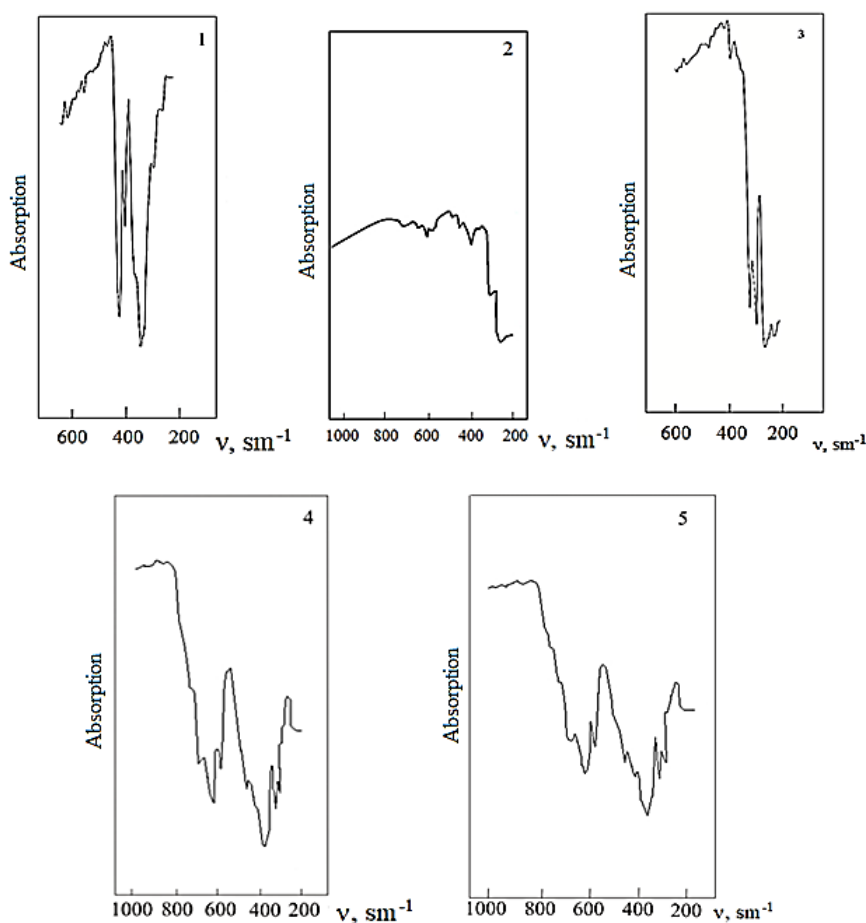 1
Absorption
600 400 200 ν, sm⁻¹
2
Absorption
1000 800 600 400 200
ν, sm⁻¹
3
Absorption
600 400 200
ν, sm⁻¹
4
Absorption
1000 800 600 400 200 ν, sm⁻¹
5
Absorption
1000 800 600 400 200 ν, sm⁻¹